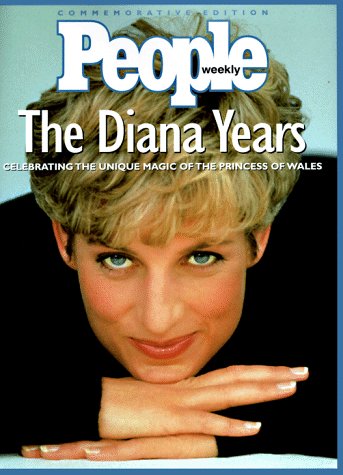 COMMEMORATIVE EDITION
People
weekly
The Diana Years
CELEBRATING THE UNIQUE MAGIC OF THE PRINCESS OF WALES